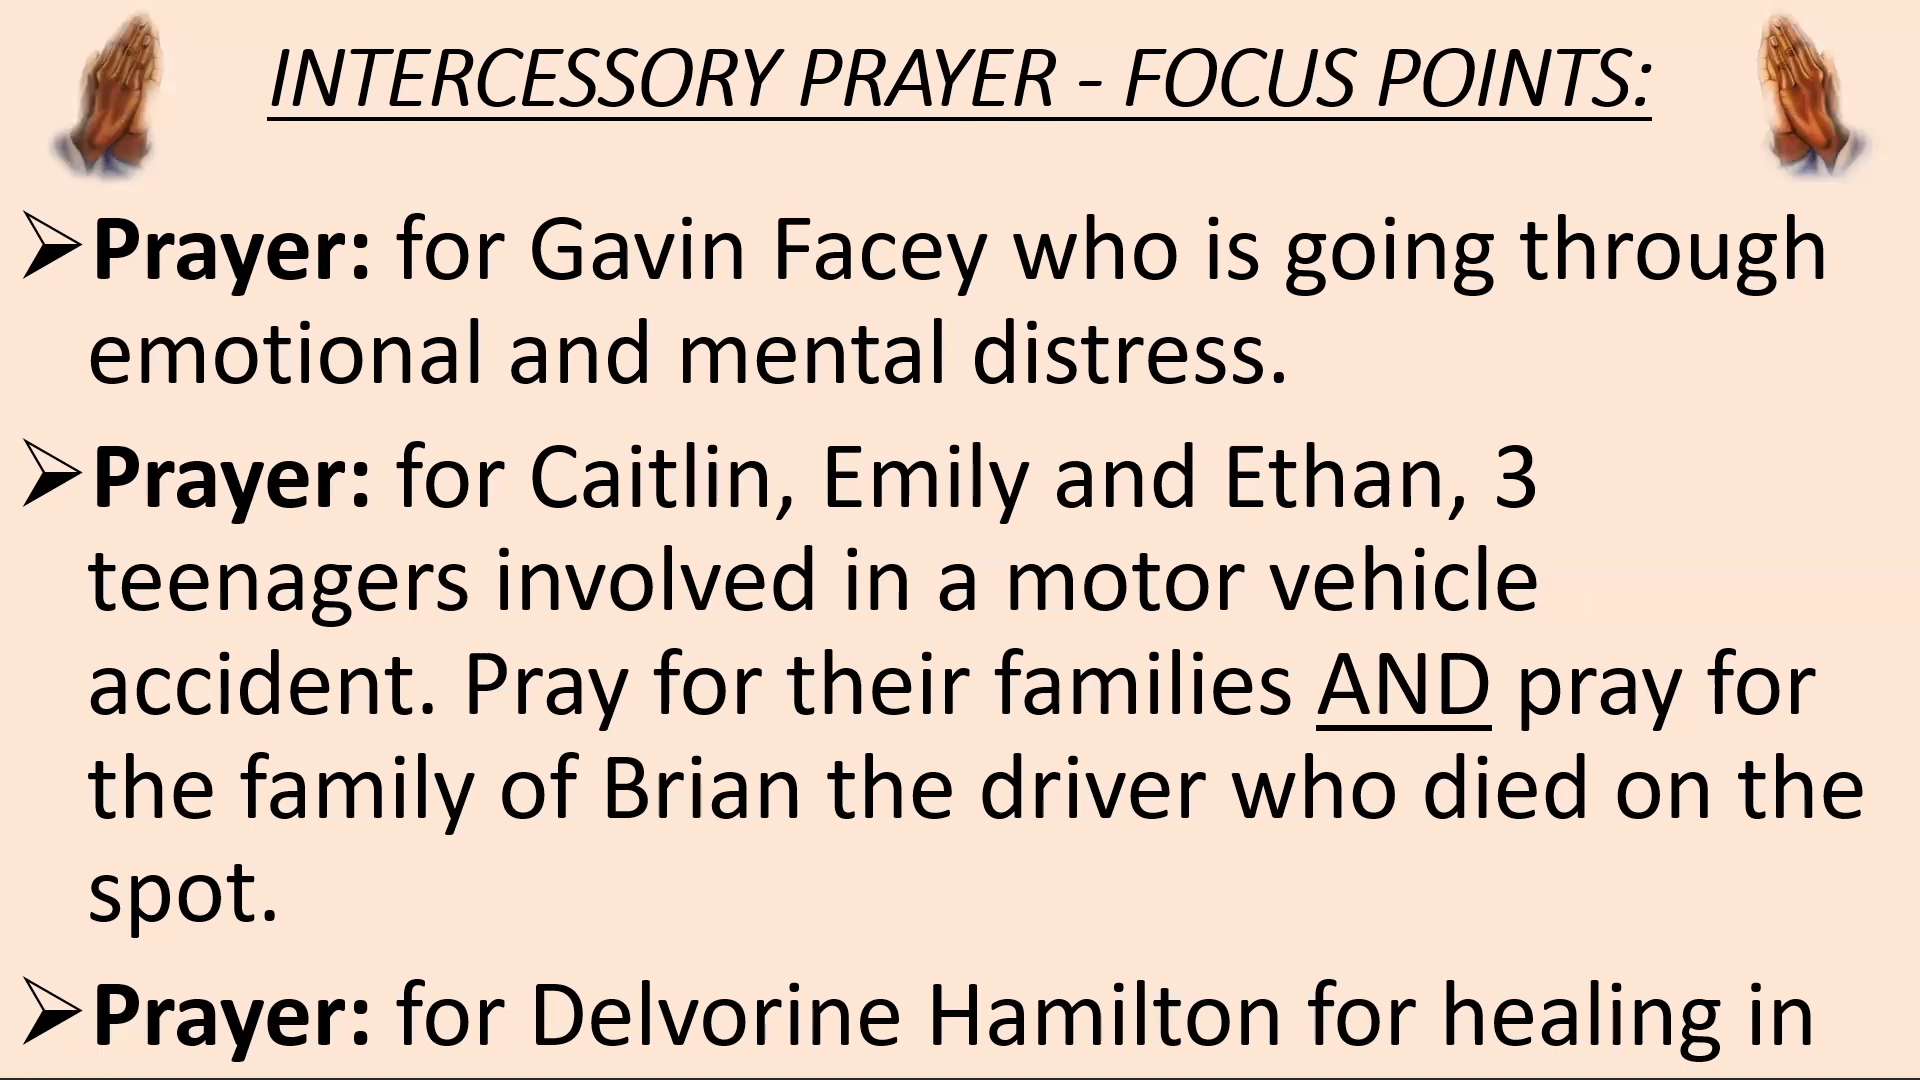 INTERCESSORY PRAYER - FOCUS POINTS:
➢Prayer: for Gavin Facey who is going through
emotional and mental distress.
➢Prayer: for Caitlin, Emily and Ethan, 3
teenagers involved in a motor vehicle
accident. Pray for their families AND pray for
the family of Brian the driver who died on the
spot.
➢Prayer: for Delvorine Hamilton for healing in